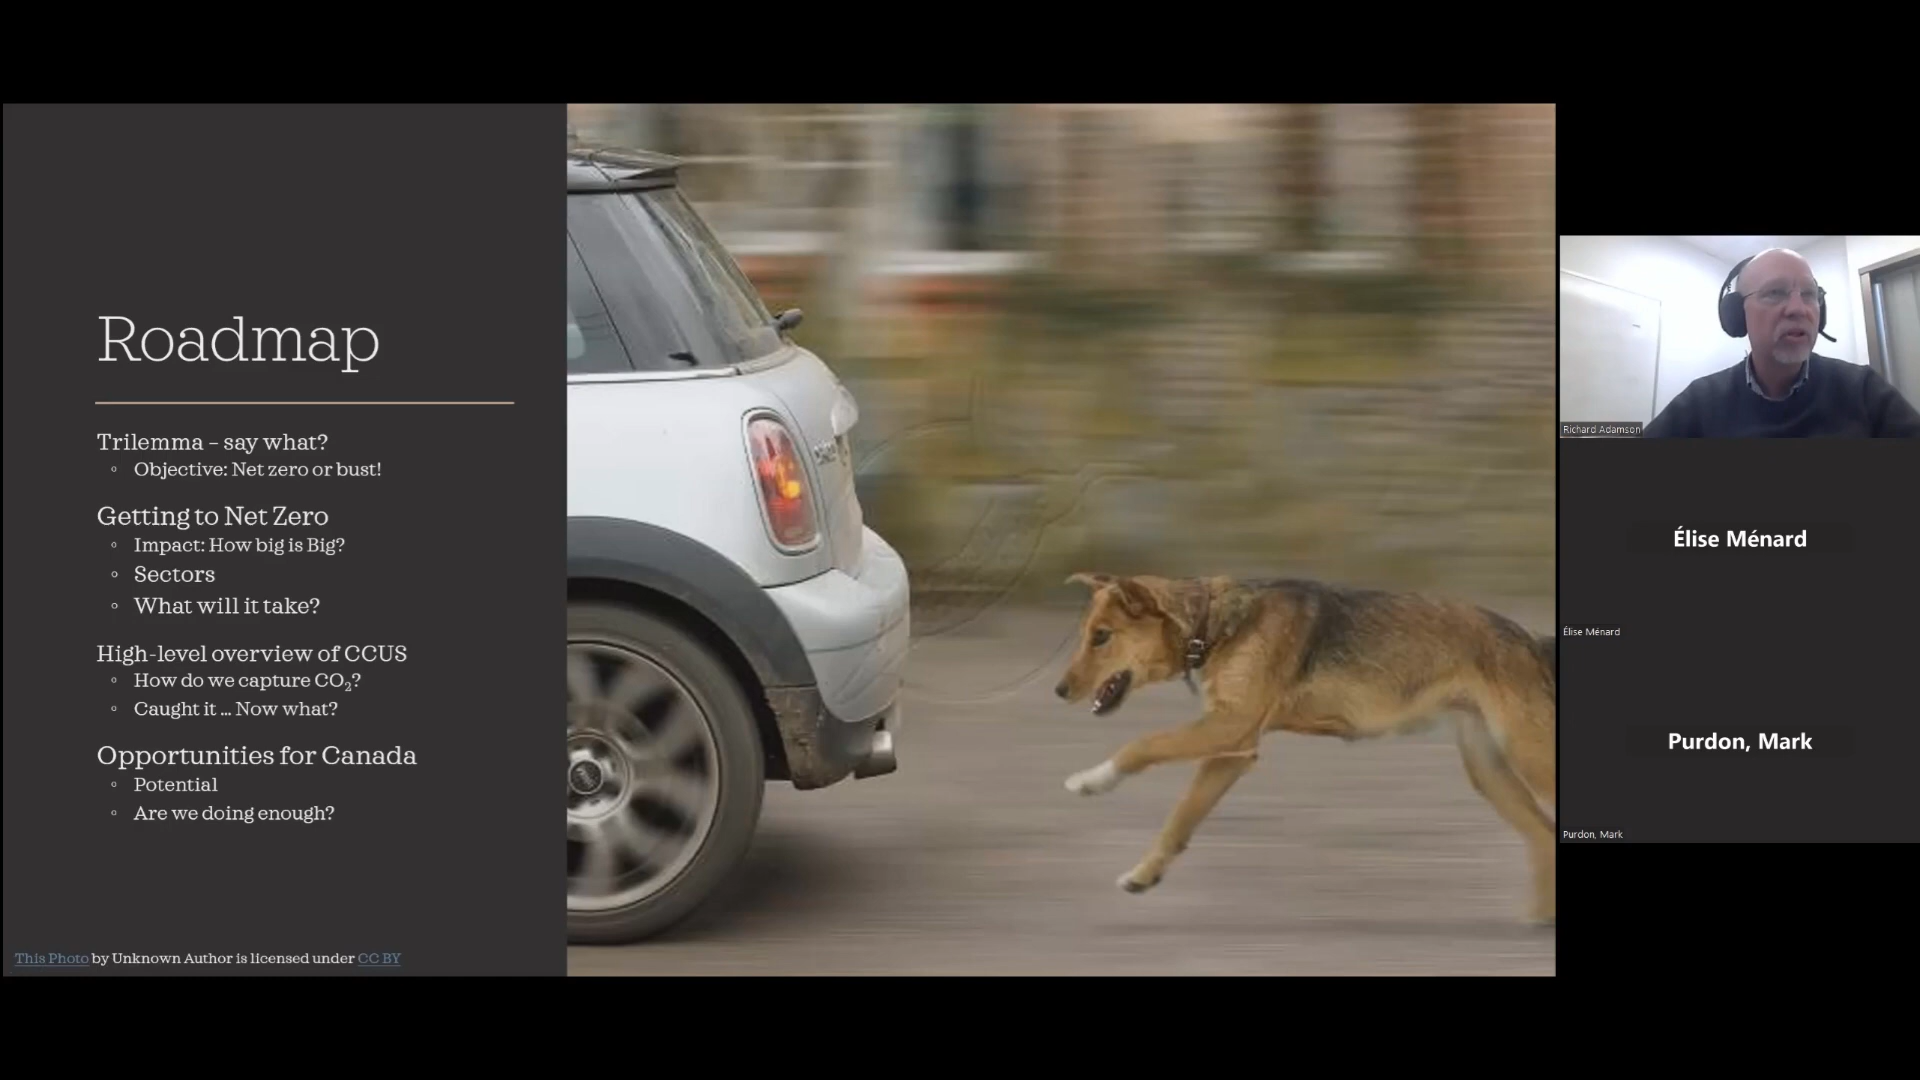 Roadmap
Trilemma – say what?
◦ Objective: Net zero or bust!
Getting to Net Zero
◦ Impact: How big is Big?
◦ Sectors
◦ What will it take?
High-level overview of CCUS
◦ How do we capture CO₂?
◦ Caught it ... Now what?
Opportunities for Canada
◦ Potential
◦ Are we doing enough?
This Photo by Unknown Author is licensed under CC BY
Richard Adamson
Élise Ménard
Élise Ménard
Purdon, Mark
Purdon, Mark